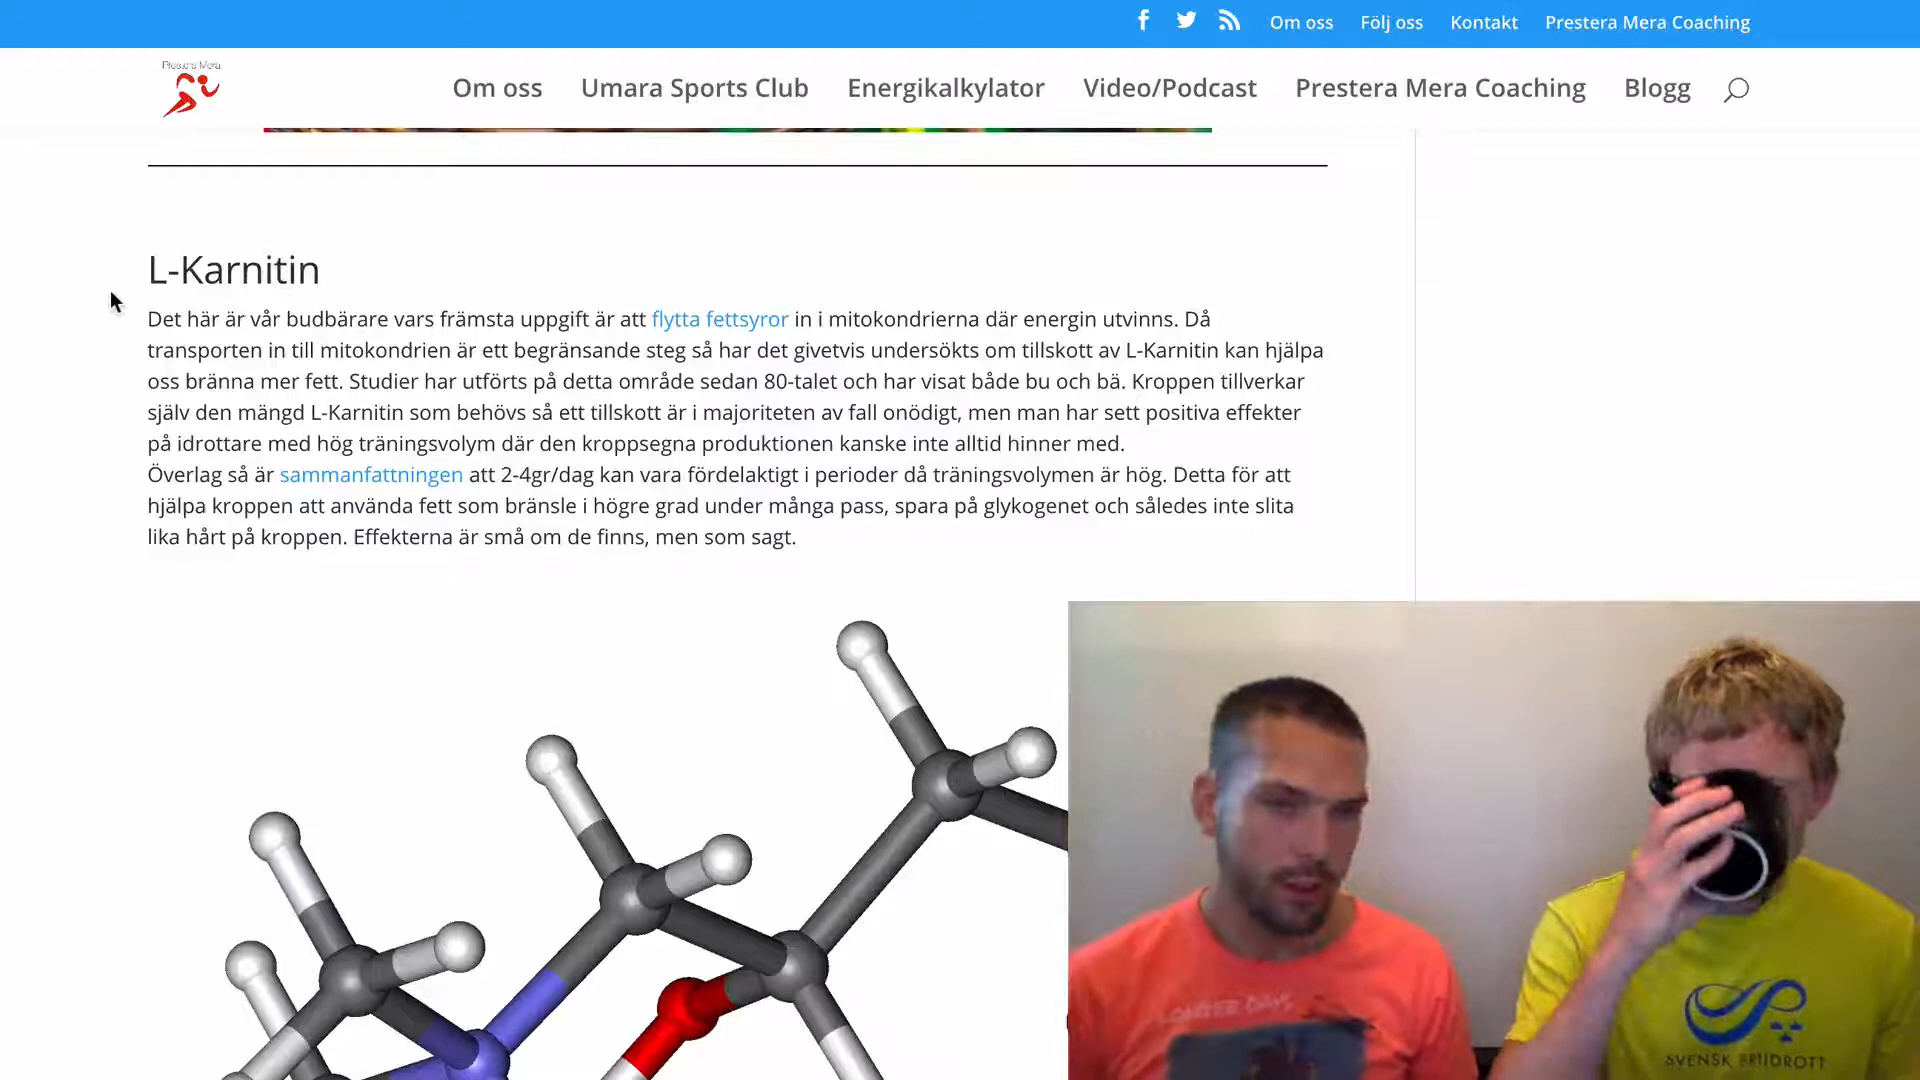 Om oss Följ oss Kontakt Prestera Mera Coaching
Prestera Mera
Om oss Umara Sports Club Energikalkylator Video/Podcast Prestera Mera Coaching Blogg
L-Karnitin
Det här är vår budbärare vars främsta uppgift är att flytta fettsyror in i mitokondrierna där energin utvinns. Då
transporten in till mitokondrien är ett begränsande steg så har det givetvis undersökts om tillskott av L-Karnitin kan hjälpa
oss bränna mer fett. Studier har utförts på detta område sedan 80-talet och har visat både bu och bä. Kroppen tillverkar
själv den mängd L-Karnitin som behövs så ett tillskott är i majoriteten av fall onödigt, men man har sett positiva effekter
på idrottare med hög träningsvolym där den kroppsegna produktionen kanske inte alltid hinner med.
Överlag så är sammanfattningen att 2-4gr/dag kan vara fördelaktigt i perioder då träningsvolymen är hög. Detta för att
hjälpa kroppen att använda fett som bränsle i högre grad under många pass, spara på glykogenet och således inte slita
lika hårt på kroppen. Effekterna är små om de finns, men som sagt.
LONGER DAYS
SVENSK FRIIDROTT